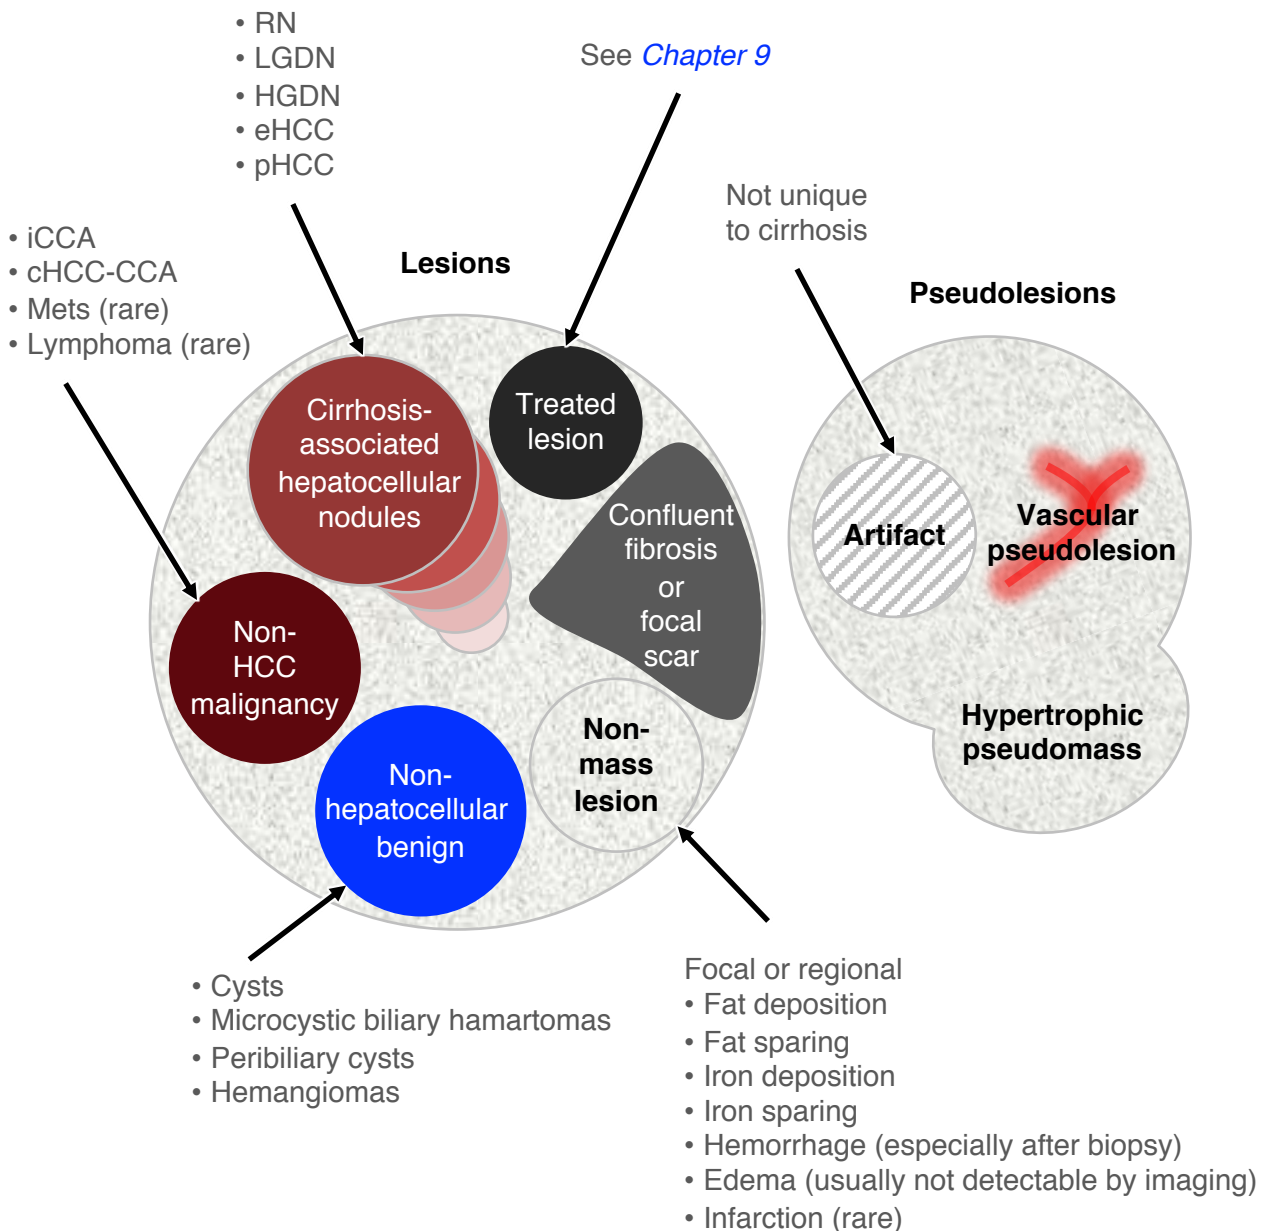 • RN
• LGDN
• HGDN
• eHCC
• pHCC
See Chapter 9
Not unique
to cirrhosis
• iCCA
• cHCC-CCA
• Mets (rare)
• Lymphoma (rare)
Lesions
Pseudolesions
Cirrhosis-
associated
hepatocellular
nodules
Treated
lesion
Confluent
fibrosis
or
focal
scar
Artifact
Vascular
pseudolesion
Non-
HCC
malignancy
Non-
hepatocellular
benign
Non-
mass
lesion
Hypertrophic
pseudomass
• Cysts
• Microcystic biliary hamartomas
• Peribiliary cysts
• Hemangiomas
Focal or regional
• Fat deposition
• Fat sparing
• Iron deposition
• Iron sparing
• Hemorrhage (especially after biopsy)
• Edema (usually not detectable by imaging)
• Infarction (rare)